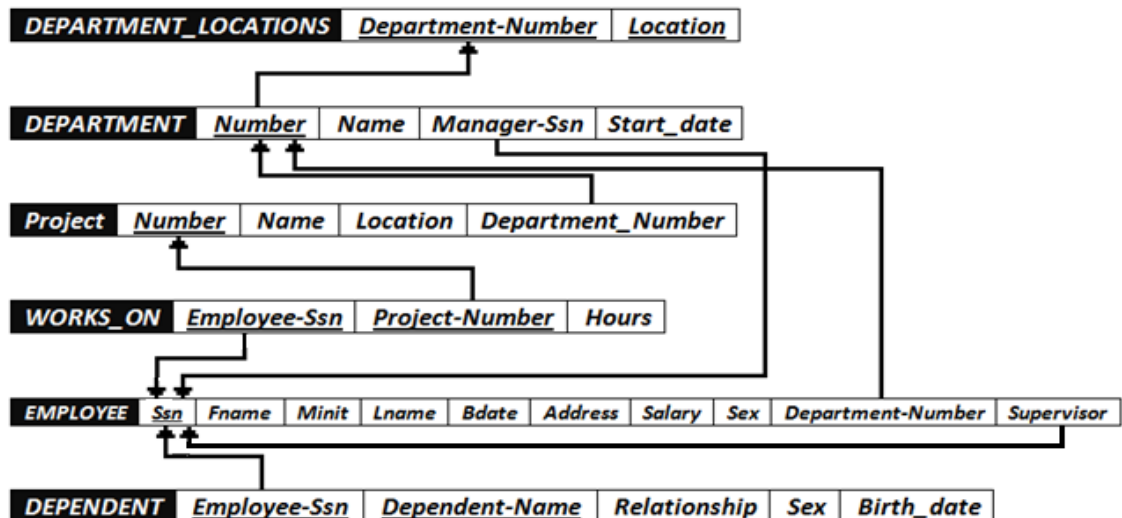 DEPARTMENT_LOCATIONS Department-Number Location
DEPARTMENT Number Name Manager-Ssn Start_date
Project Number Name Location Department_Number
WORKS_ON Employee-Ssn Project-Number Hours
EMPLOYEE Ssn Fname Minit Lname Bdate Address Salary Sex Department-Number Supervisor
DEPENDENT Employee-Ssn Dependent-Name Relationship Sex Birth_date